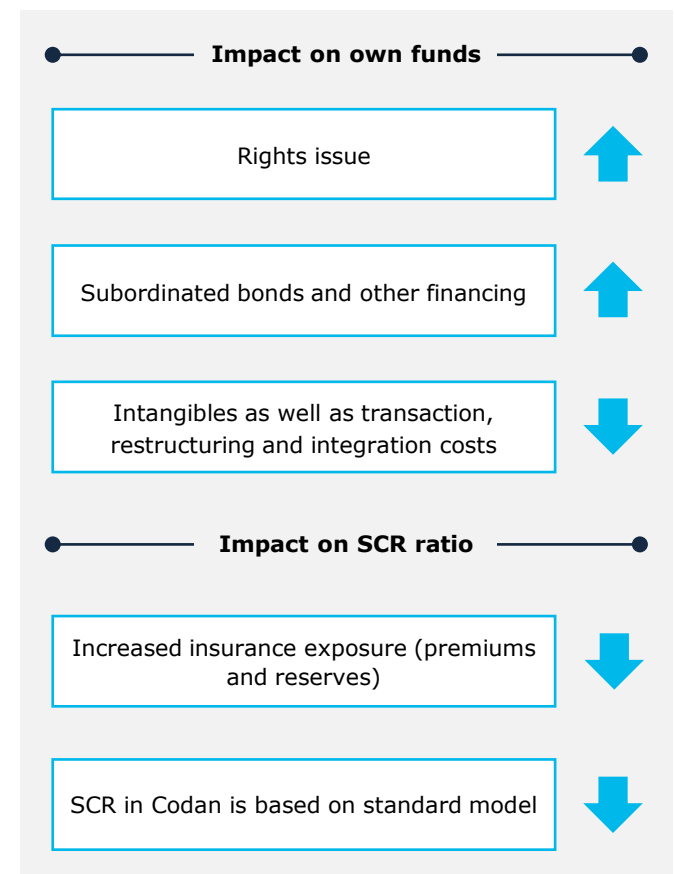 Impact on own funds
Rights issue
Subordinated bonds and other financing
Intangibles as well as transaction,
restructuring and integration costs
Impact on SCR ratio
Increased insurance exposure (premiums
and reserves)
SCR in Codan is based on standard model